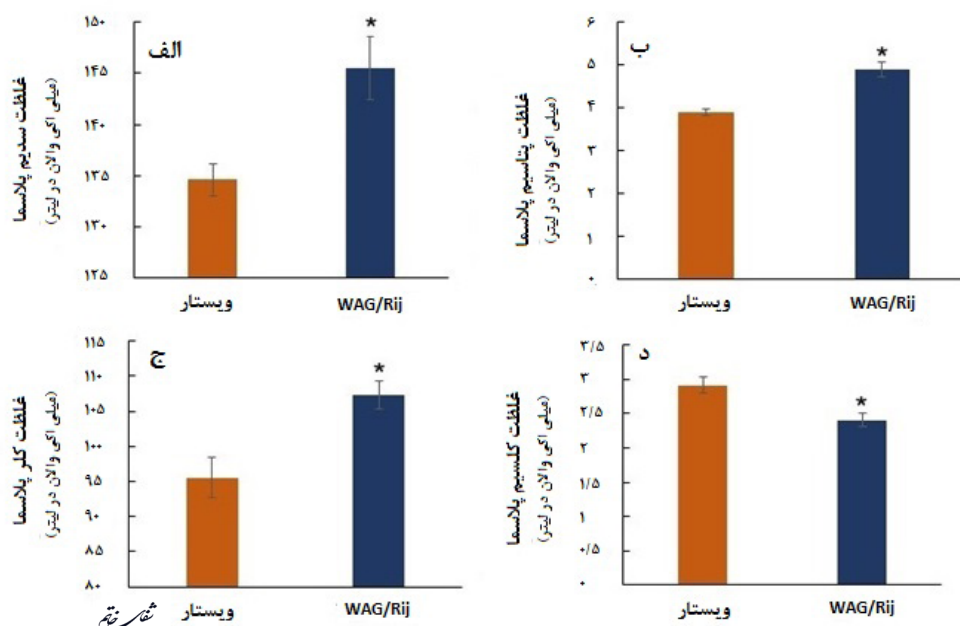 الف
غلظت سدیم پلاسما
(میلی اکی والان در لیتر)
۱۵۰
۱۴۵
۱۴۰
۱۳۵
۱۳۰
۱۲۵
*
ویستار
WAG/Rij
ب
غلظت پتاسیم پلاسما
(میلی اکی والان در لیتر)
۶
۵
۴
۳
۲
۱
۰
*
ویستار
WAG/Rij
ج
غلظت کلر پلاسما
(میلی اکی والان در لیتر)
۱۱۵
۱۱۰
۱۰۵
۱۰۰
۹۵
۹۰
۸۵
۸۰
*
ویستار
WAG/Rij
د
غلظت کلسیم پلاسما
(میلی اکی والان در لیتر)
۳/۵
۳
۲/۵
۲
۱/۵
۱
۰/۵
۰
*
ویستار
WAG/Rij
شفای خاتم